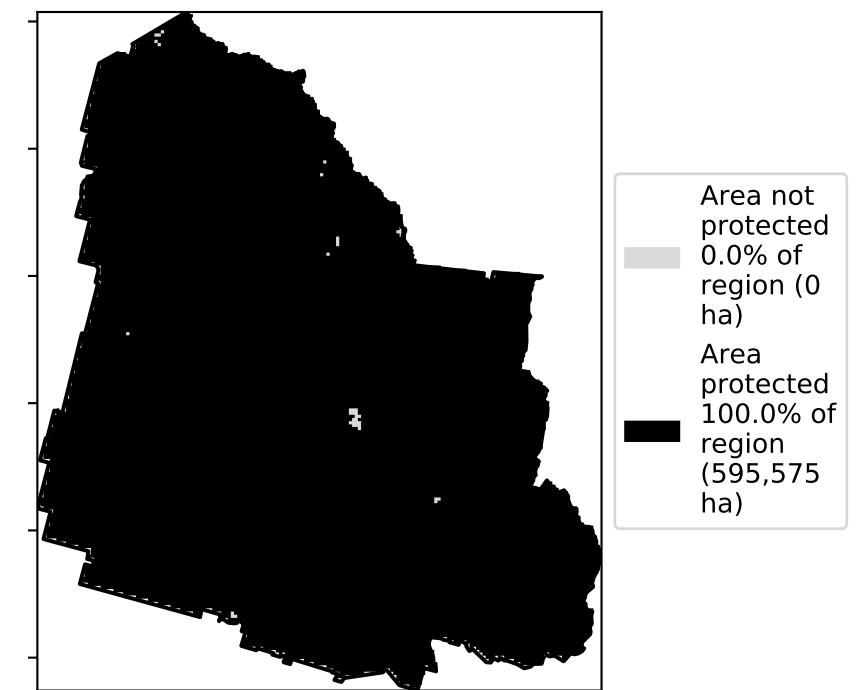 Area not
protected
0.0% of
region (0
ha)
Area
protected
100.0% of
region
(595,575
ha)